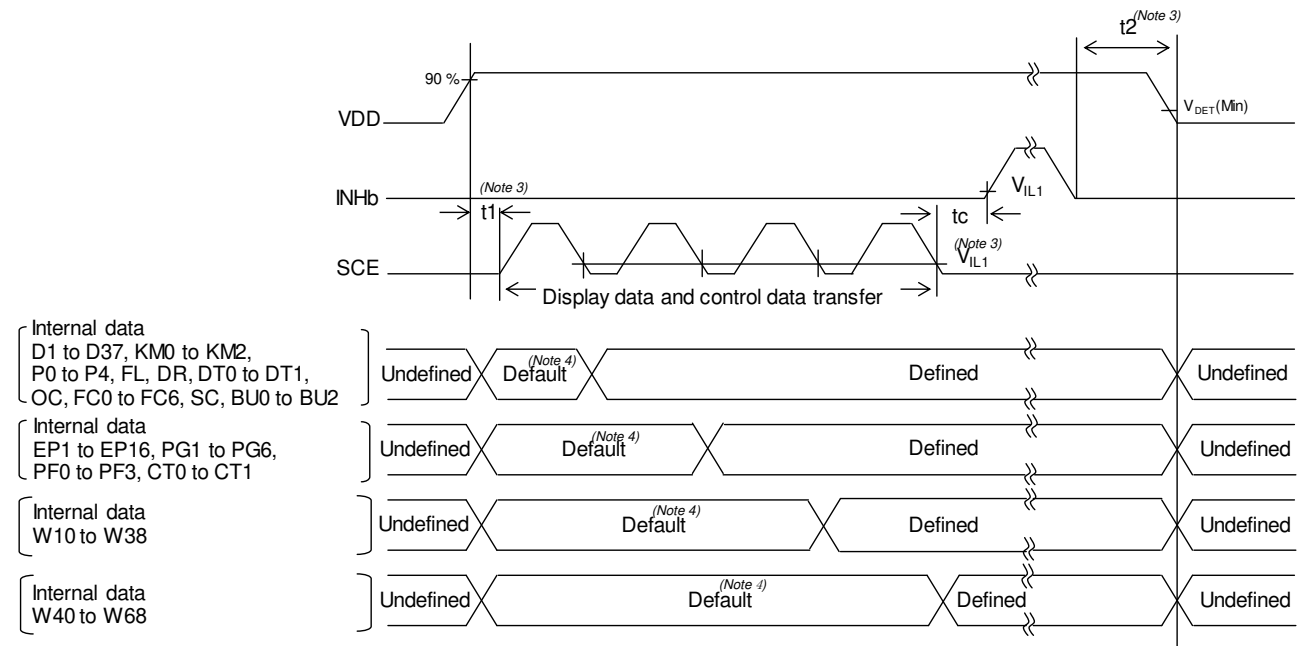 t2 (Note 3)
90 %
VDD
VDET(Min)
INHb
(Note 3)
t1
VIL1
tc
(Note 3)
VIL1
SCE
Display data and control data transfer
Internal data
D1 to D37, KM0 to KM2,
P0 to P4, FL, DR, DT0 to DT1,
OC, FC0 to FC6, SC, BU0 to BU2
Undefined
Default (Note 4)
Defined
Undefined
Internal data
EP1 to EP16, PG1 to PG6,
PF0 to PF3, CT0 to CT1
Undefined
Default (Note 4)
Defined
Undefined
Internal data
W10 to W38
Undefined
Default (Note 4)
Defined
Undefined
Internal data
W40 to W68
Undefined
Default (Note 4)
Defined
Undefined